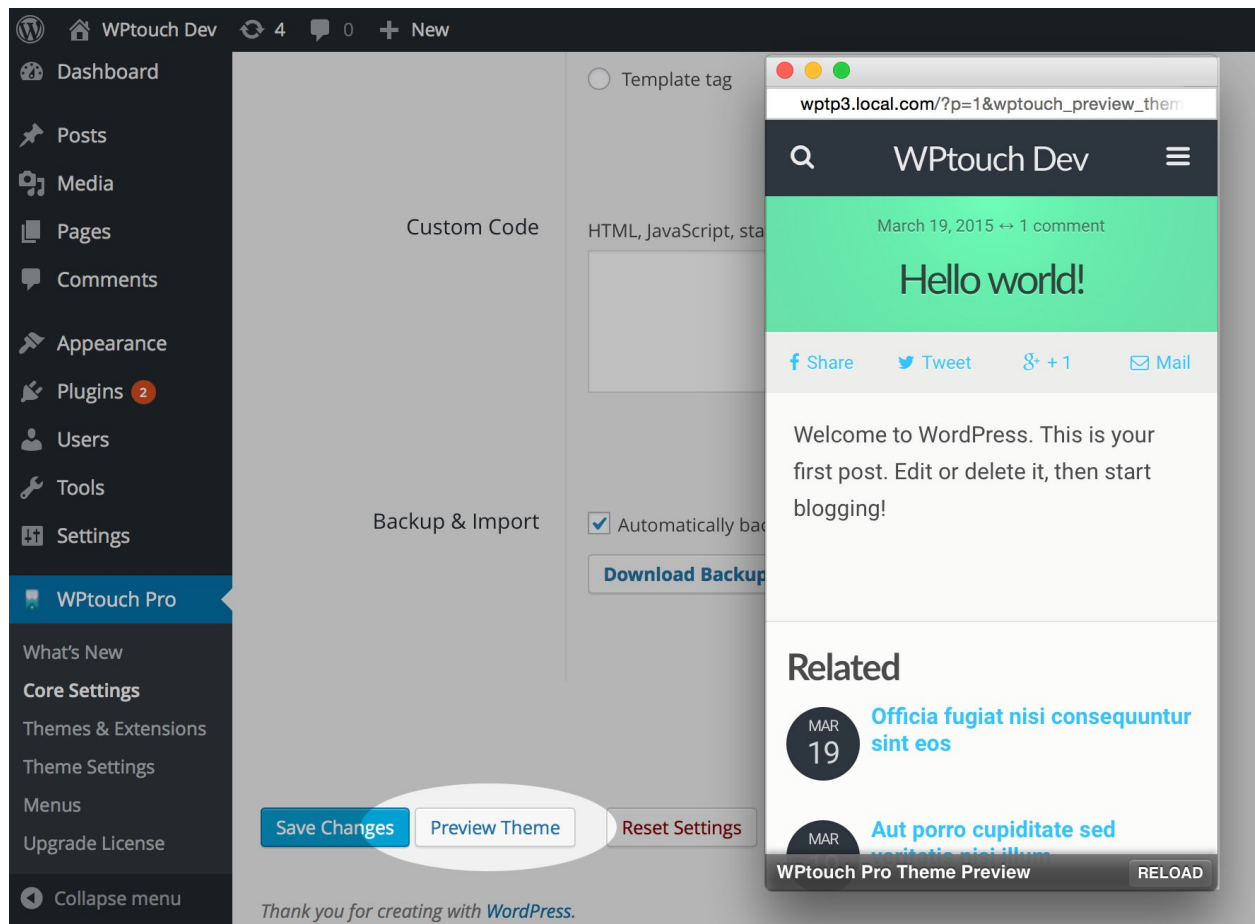 WPtouch Dev 4 0 New
Dashboard
Posts
Media
Pages
Comments
Appearance
Plugins 2
Users
Tools
Settings
WPtouch Pro
What's New
Core Settings
Themes & Extensions
Theme Settings
Menus
Upgrade License
Collapse menu
Template tag
Custom Code
HTML, JavaScript, sta
Backup & Import
Automatically bac
Download Backup
Save Changes
Preview Theme
Reset Settings
Thank you for creating with WordPress.
wptp3.local.com/?p=1&wptouch_preview_them
WPtouch Dev
March 19, 2015 ↔ 1 comment
Hello world!
Share Tweet g+ + 1 Mail
Welcome to WordPress. This is your
first post. Edit or delete it, then start
blogging!
Related
MAR
19
Officia fugiat nisi consequuntur
sint eos
MAR
Aut porro cupiditate sed
WPtouch Pro Theme Preview RELOAD